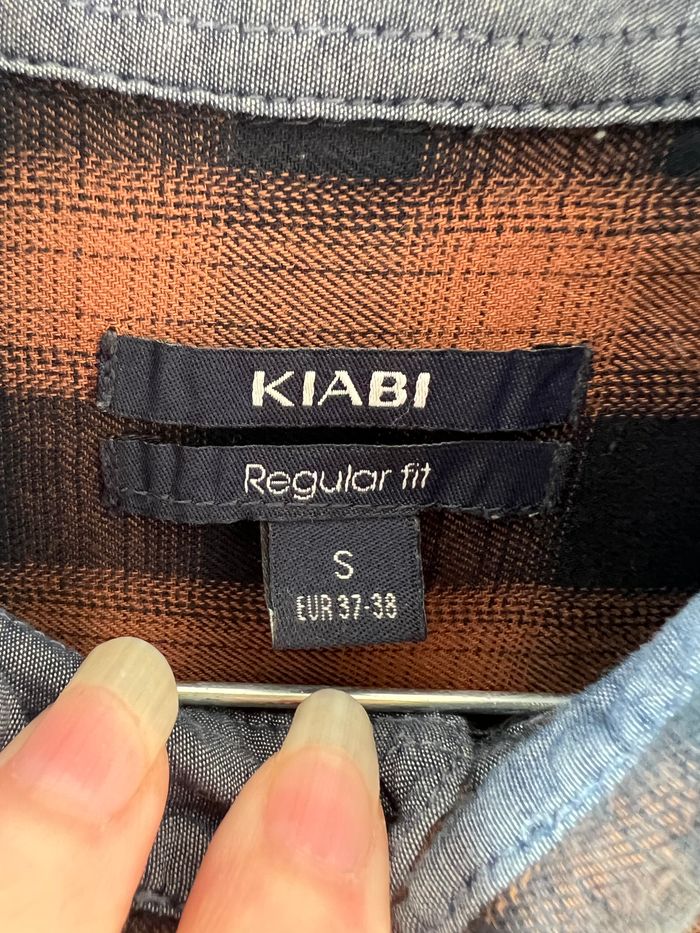 KIABI
Regular fit
S
EUR 37-38